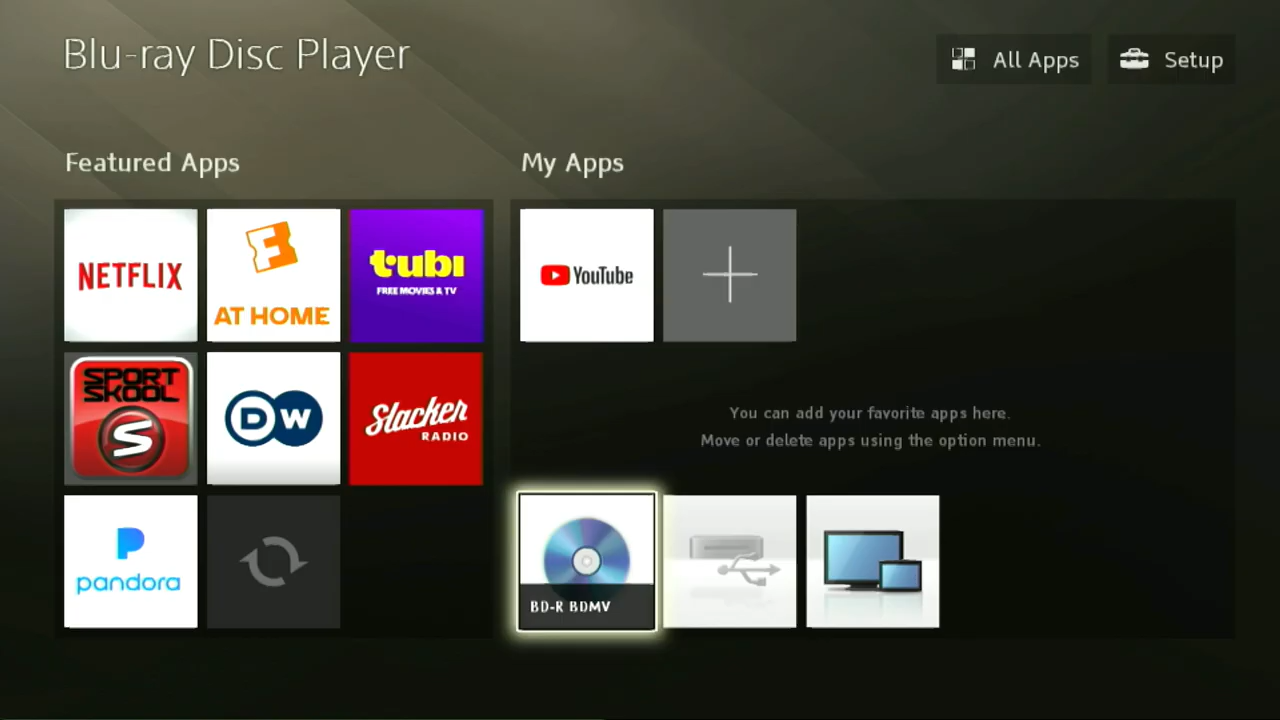 Blu-ray Disc Player
All Apps
Setup
Featured Apps
My Apps
NETFLIX
F
AT HOME
tubi
FREE MOVIES & TV
YouTube
SPORT
SKOOL
S
DW
Slacker
RADIO
You can add your favorite apps here.
Move or delete apps using the option menu.
P
pandora
BD-R BDMV